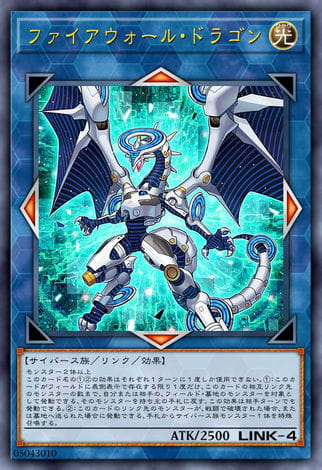 ファイアウォール・ドラゴン
光
【サイバース族／リンク／効果】
モンスター２体以上
このカード名の①②の効果はそれぞれ１ターンに１度しか使用できない。①：このカード
がフィールドに表側表示で存在する限り１度だけ、このカードの相互リンク先
のモンスターの数まで、自分または相手の、フィールド・墓地のモンスターを対象と
して発動できる。そのモンスターを持ち主の手札に戻す。この効果は相手ターンでも
発動できる。②：このカードのリンク先のモンスターが、戦闘で破壊された場合、また
は墓地へ送られた場合に発動できる。手札からサイバース族モンスター１体を特殊
召喚する。
ATK/2500 LINK-4
05043010